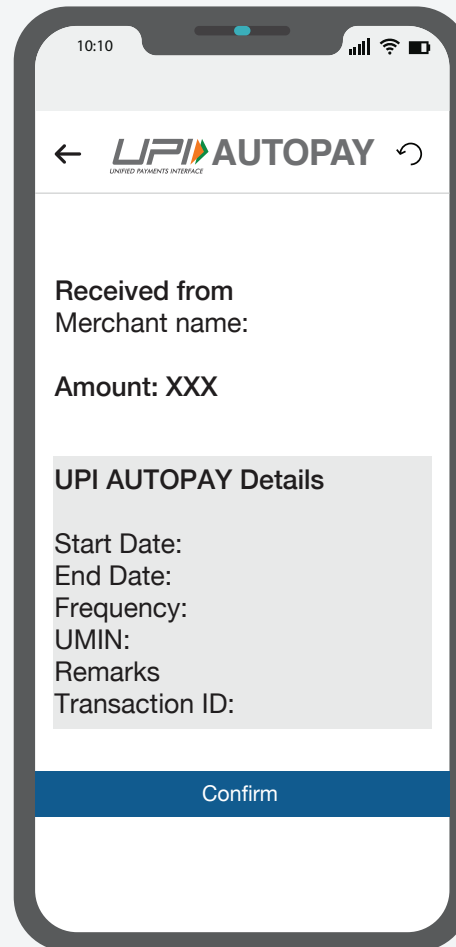 10:10
UPI AUTOPAY
UNIFIED PAYMENTS INTERFACE
Received from
Merchant name:
Amount: XXX
UPI AUTOPAY Details
Start Date:
End Date:
Frequency:
UMIN:
Remarks
Transaction ID:
Confirm